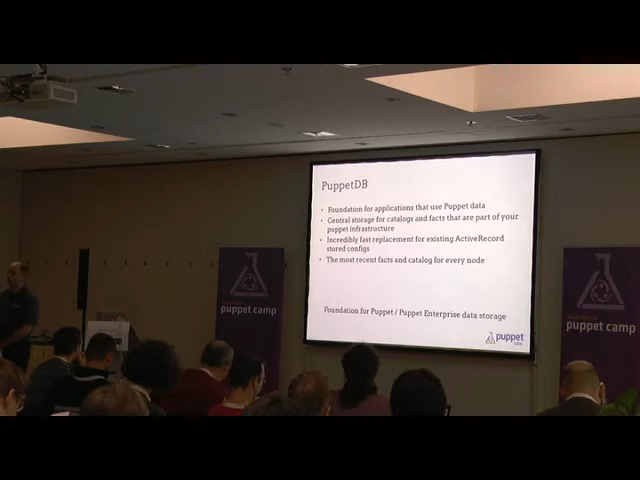 PuppetDB
• Foundation for applications that use Puppet data
• Central storage for catalogs and facts that are part of your
puppet infrastructure
• Incredibly fast replacement for existing ActiveRecord
stored configs
• The most recent facts and catalog for every node
Foundation for Puppet / Puppet Enterprise data storage
puppet
labs
puppet camp
puppet camp